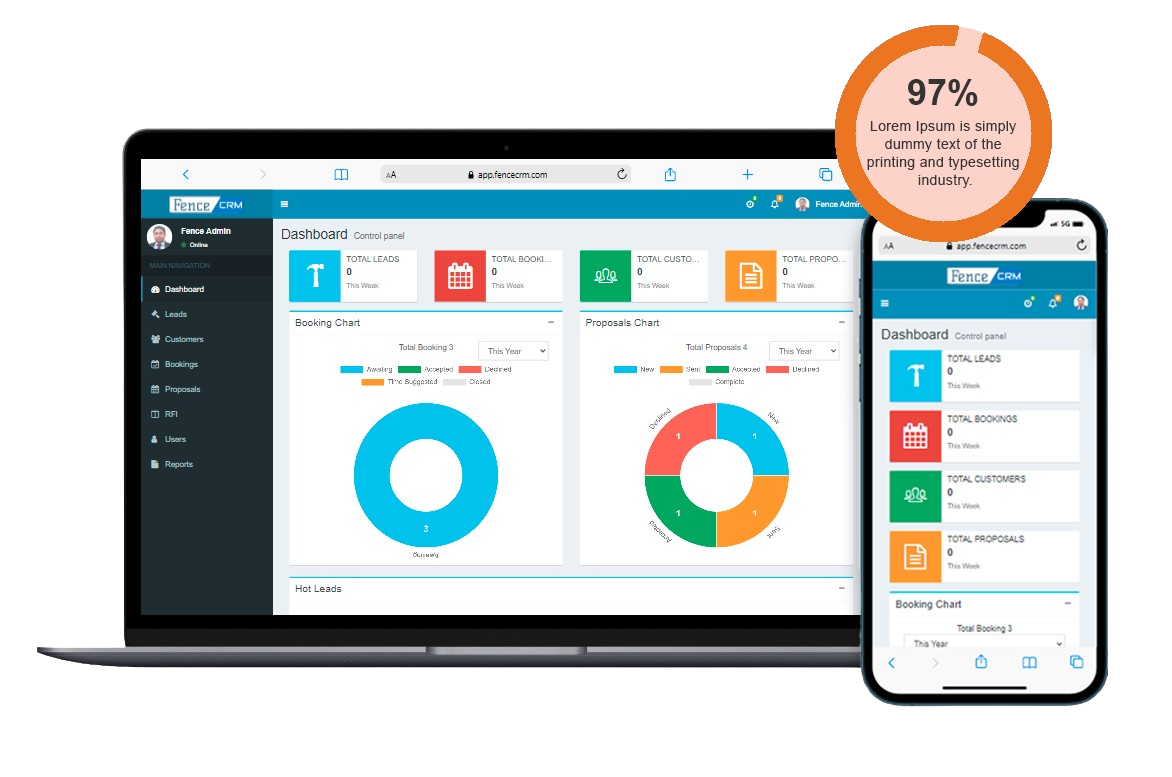 97%
Lorem Ipsum is simply
dummy text of the
printing and typesetting
industry.
AA
app.fencecrm.com
Fence CRM
Fence Admin
Fence Admin
Online
MAIN NAVIGATION
Dashboard
Leads
Customers
Bookings
Proposals
RFI
Users
Reports
Dashboard Control panel
TOTAL LEADS
0
This Week
TOTAL BOOKI...
0
This Week
TOTAL CUSTO...
0
This Week
TOTAL PROPO...
0
This Week
Booking Chart
Total Booking 3
This Year
Awaiting Accepted Declined
Time Suggested Closed
3
Proposals Chart
Total Proposals 4
This Year
New Sent Accepted Declined
Complete
Declined
New
1
1
1
1
Accepted
Sent
Hot Leads
5G
AA
app.fencecrm.com
Fence CRM
Dashboard Control panel
TOTAL LEADS
0
This Week
TOTAL BOOKINGS
0
This Week
TOTAL CUSTOMERS
0
This Week
TOTAL PROPOSALS
0
This Week
Booking Chart
Total Booking 3
This Year